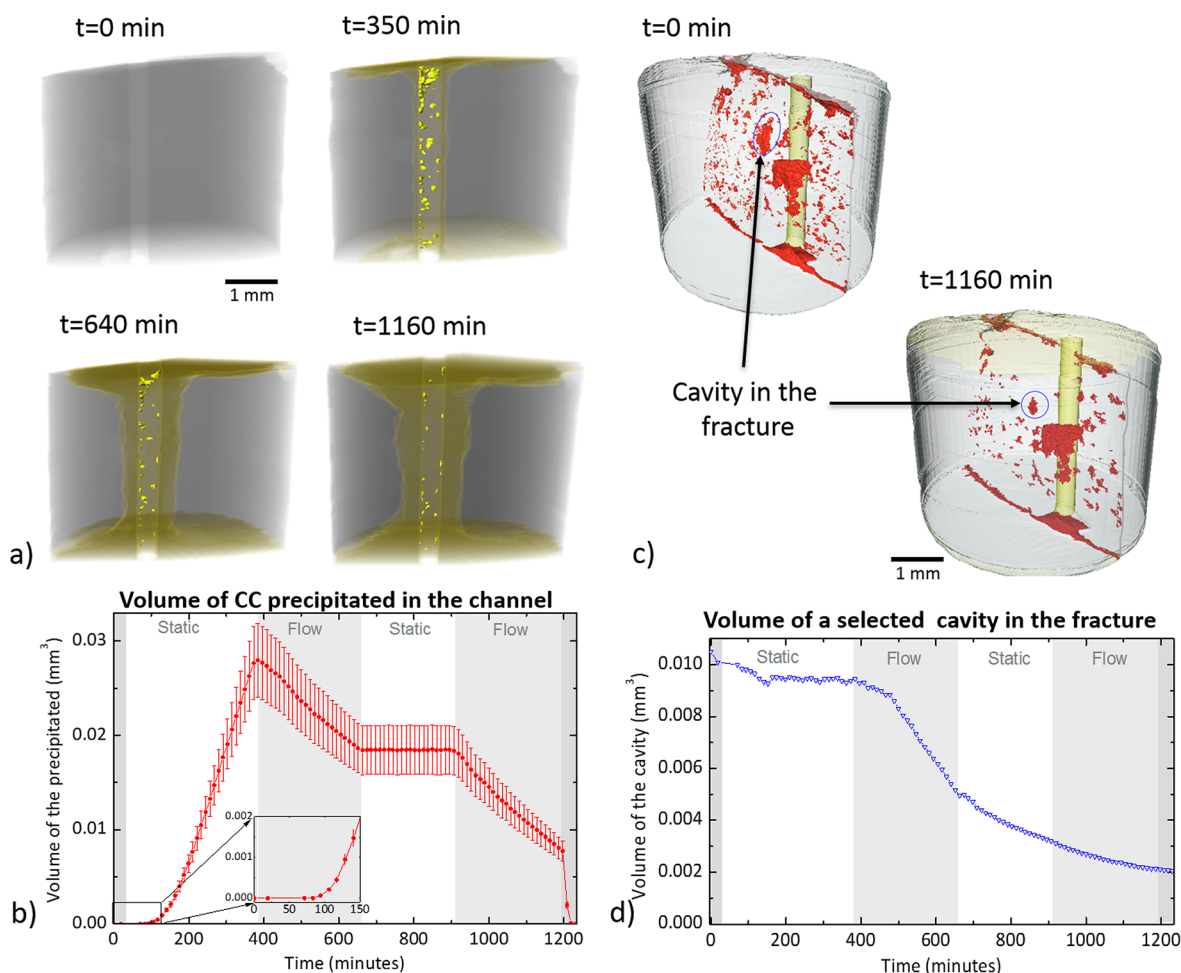 t=0 min
t=350 min
1 mm
t=640 min
t=1160 min
a)
t=0 min
t=1160 min
Cavity in the
fracture
1 mm
c)
Volume of CC precipitated in the channel
Static
Flow
Static
Flow
Volume of the precipitated (mm³)
0.03
0.02
0.01
0.00
0.002
0.001
0.000
0
50
100
150
0
200
400
600
800
1000
1200
Time (minutes)
b)
Volume of a selected cavity in the fracture
Static
Flow
Static
Flow
Volume of the cavity (mm³)
0.010
0.008
0.006
0.004
0.002
0.000
0
200
400
600
800
1000
1200
Time (minutes)
d)